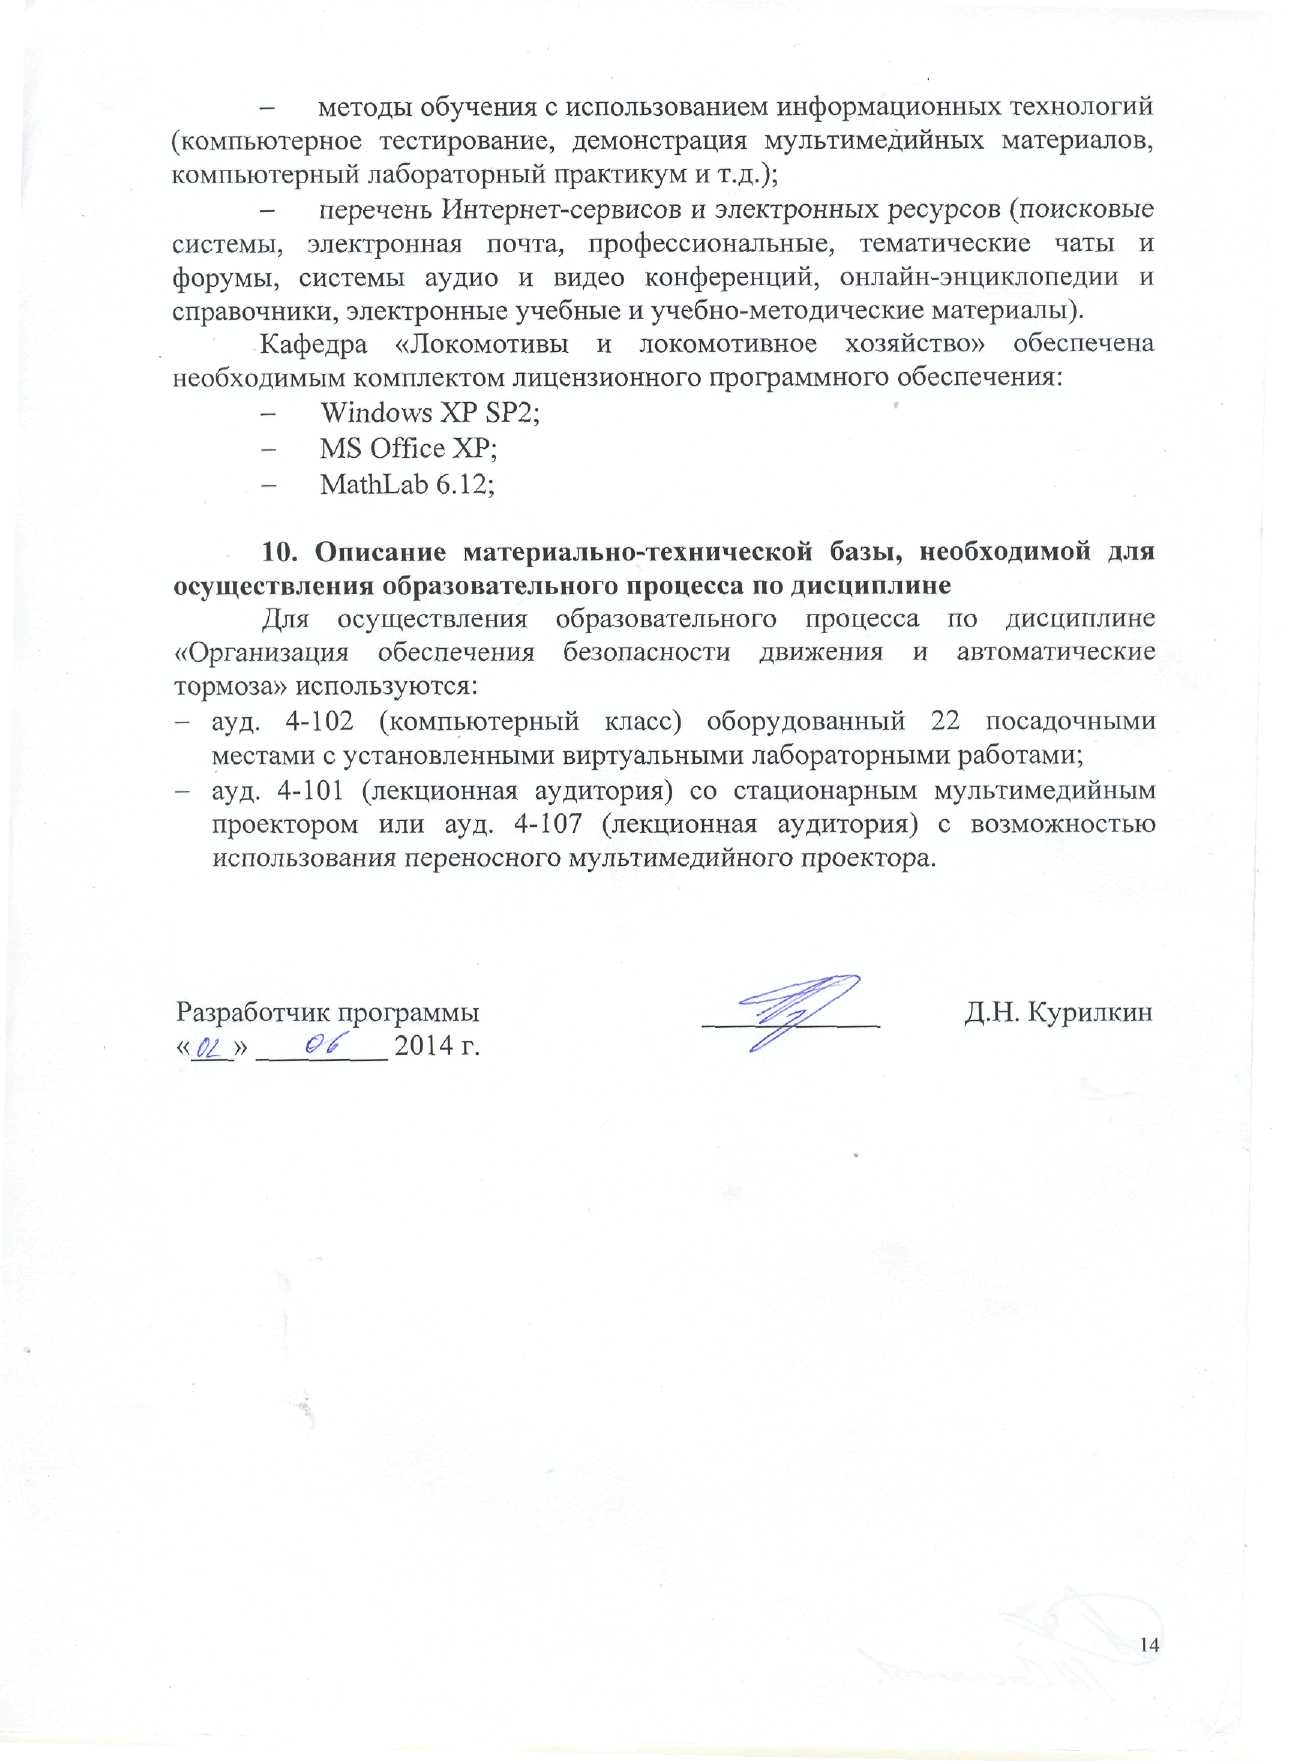 – методы обучения с использованием информационных технологий
(компьютерное тестирование, демонстрация мультимедийных материалов,
компьютерный лабораторный практикум и т.д.);
– перечень Интернет-сервисов и электронных ресурсов (поисковые
системы, электронная почта, профессиональные, тематические чаты и
форумы, системы аудио и видео конференций, онлайн-энциклопедии и
справочники, электронные учебные и учебно-методические материалы).
Кафедра «Локомотивы и локомотивное хозяйство» обеспечена
необходимым комплектом лицензионного программного обеспечения:
– Windows XP SP2;
– MS Office XP;
– MathLab 6.12;
10. Описание материально-технической базы, необходимой для
осуществления образовательного процесса по дисциплине
Для осуществления образовательного процесса по дисциплине
«Организация обеспечения безопасности движения и автоматические
тормоза» используются:
– ауд. 4-102 (компьютерный класс) оборудованный 22 посадочными
местами с установленными виртуальными лабораторными работами;
– ауд. 4-101 (лекционная аудитория) со стационарным мультимедийным
проектором или ауд. 4-107 (лекционная аудитория) с возможностью
использования переносного мультимедийного проектора.
Разработчик программы Д.Н. Курилкин
«02» 06 2014 г.
14